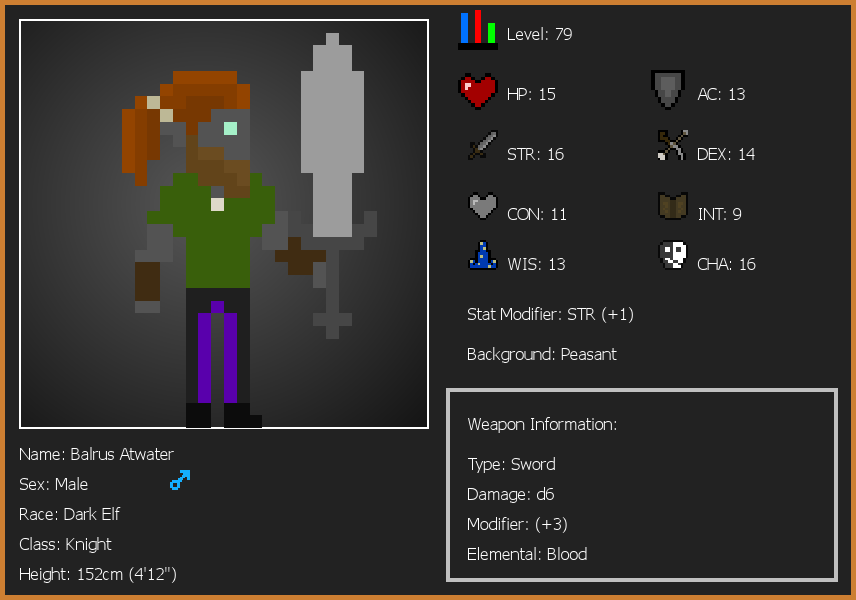 Level: 79
HP: 15
AC: 13
STR: 16
DEX: 14
CON: 11
INT: 9
WIS: 13
CHA: 16
Stat Modifier: STR (+1)
Background: Peasant
Weapon Information:
Type: Sword
Damage: d6
Modifier: (+3)
Elemental: Blood
Name: Balrus Atwater
Sex: Male
Race: Dark Elf
Class: Knight
Height: 152cm (4'12")